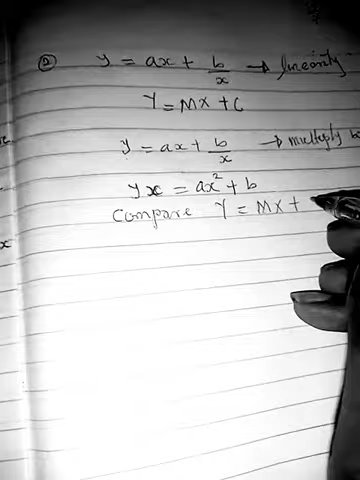 ② y = ax + b/x → linearity
Y = MX + C
y = ax + b/x → multiply
yx = ax² + b
Compare Y = MX +